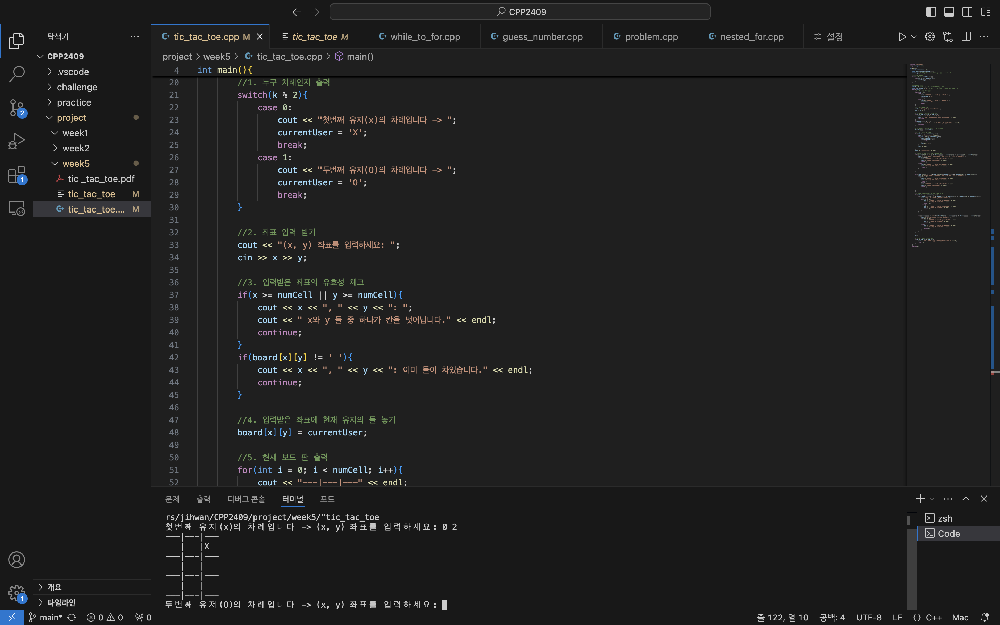 CPP2409
탐색기
CPP2409
.vscode
challenge
practice
project
week1
week2
week5
tic _tac_toe.pdf
tic_tac_toe M
tic_tac_toe.... M
개요
타임라인
2
1
1
tic_tac_toe.cpp M
tic_tac_toe M
while_to_for.cpp
guess_number.cpp
problem.cpp
nested_for.cpp
설정
project > week5 > tic_tac_toe.cpp > main()
4 int main(){
20 //1. 누구 차례인지 출력
21 switch(k % 2){
22 case 0:
23 cout << "첫번째 유저(x)의 차례입니다 -> ";
24 currentUser = 'X';
25 break;
26 case 1:
27 cout << "두번째 유저(O)의 차례입니다 -> ";
28 currentUser = 'O';
29 break;
30 }
31
32 //2. 좌표 입력 받기
33 cout << "(x, y) 좌표를 입력하세요: ";
34 cin >> x >> y;
35
36 //3. 입력받은 좌표의 유효성 체크
37 if(x >= numCell || y >= numCell){
38 cout << x << ", " << y << ": ";
39 cout << " x와 y 둘 중 하나가 칸을 벗어납니다." << endl;
40 continue;
41 }
42 if(board[x][y] != ' '){
43 cout << x << ", " << y << ": 이미 돌이 차있습니다." << endl;
44 continue;
45 }
46
47 //4. 입력받은 좌표에 현재 유저의 돌 놓기
48 board[x][y] = currentUser;
49
50 //5. 현재 보드 판 출력
51 for(int i = 0; i < numCell; i++){
52 cout << "---|---|---" << endl;
문제 출력 디버그 콘솔 터미널 포트
rs/jihwan/CPP2409/project/week5/"tic_tac_toe
첫번째 유저(x)의 차례입니다 -> (x, y) 좌표를 입력하세요: 0 2
---|---|---
   |   |X
---|---|---
   |   |
---|---|---
   |   |
---|---|---
두번째 유저(O)의 차례입니다 -> (x, y) 좌표를 입력하세요:
zsh
Code
main* 0 0 0
줄 122, 열 10 공백: 4 UTF-8 LF {} C++ Mac